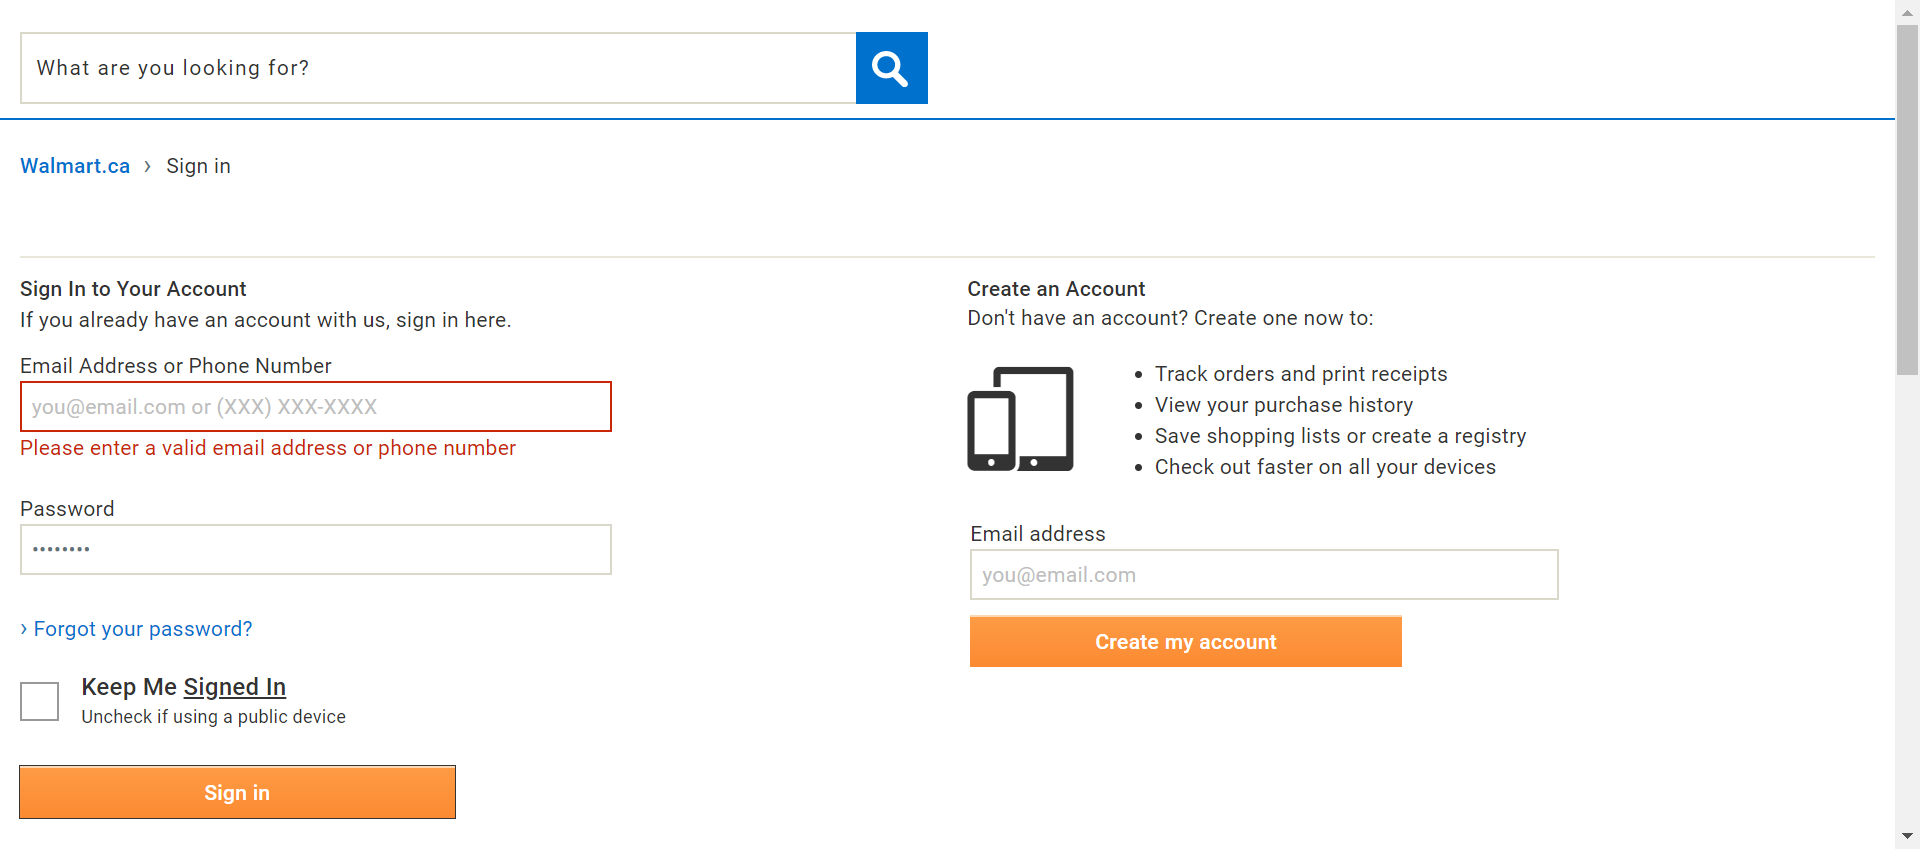 What are you looking for?
Walmart.ca › Sign in
Sign In to Your Account
If you already have an account with us, sign in here.
Email Address or Phone Number
you@email.com or (XXX) XXX-XXXX
Please enter a valid email address or phone number
Password
••••••••
› Forgot your password?
Keep Me Signed In
Uncheck if using a public device
Sign in
Create an Account
Don't have an account? Create one now to:
• Track orders and print receipts
• View your purchase history
• Save shopping lists or create a registry
• Check out faster on all your devices
Email address
you@email.com
Create my account